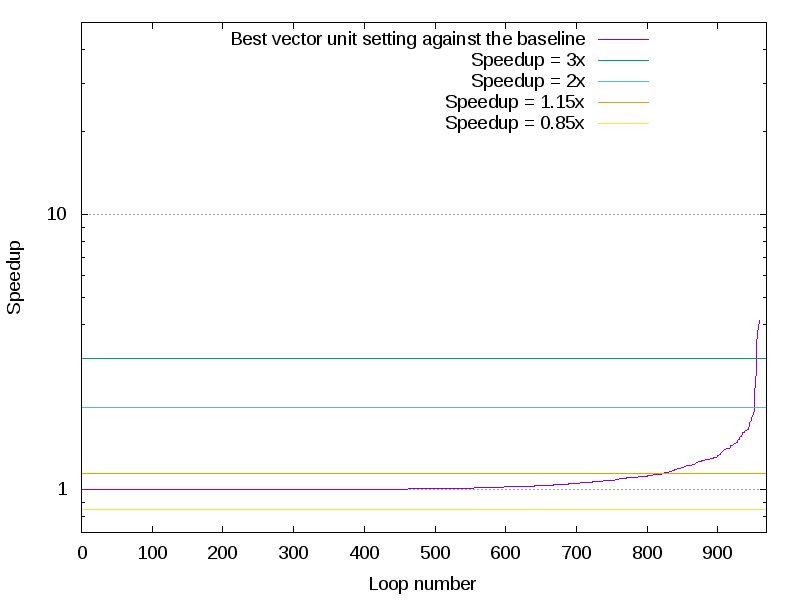 Best vector unit setting against the baseline
Speedup = 3x
Speedup = 2x
Speedup = 1.15x
Speedup = 0.85x
10
1
Speedup
0 100 200 300 400 500 600 700 800 900
Loop number